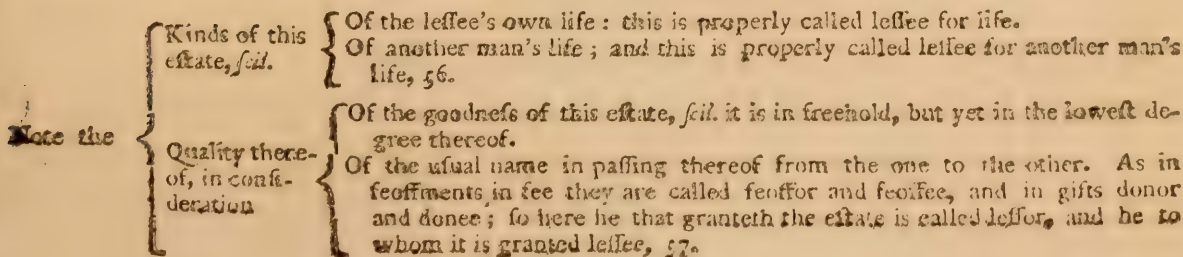 Note the
Kinds of this
eſtate, ſcil.
Of the leſſee's own life : this is properly called leſſee for life.
Of another man's life ; and this is properly called leſſee for another man's
life, 56.
Quality there-
of, in conſi-
deration
Of the goodneſs of this eſtate, ſcil. it is in freehold, but yet in the loweſt de-
gree thereof.
Of the uſual name in paſſing thereof from the one to the other. As in
feoffments in fee they are called feoffor and feoffee, and in gifts donor
and donee ; ſo here he that granteth the eſtate is called leſſor, and he to
whom it is granted leſſee, 57.